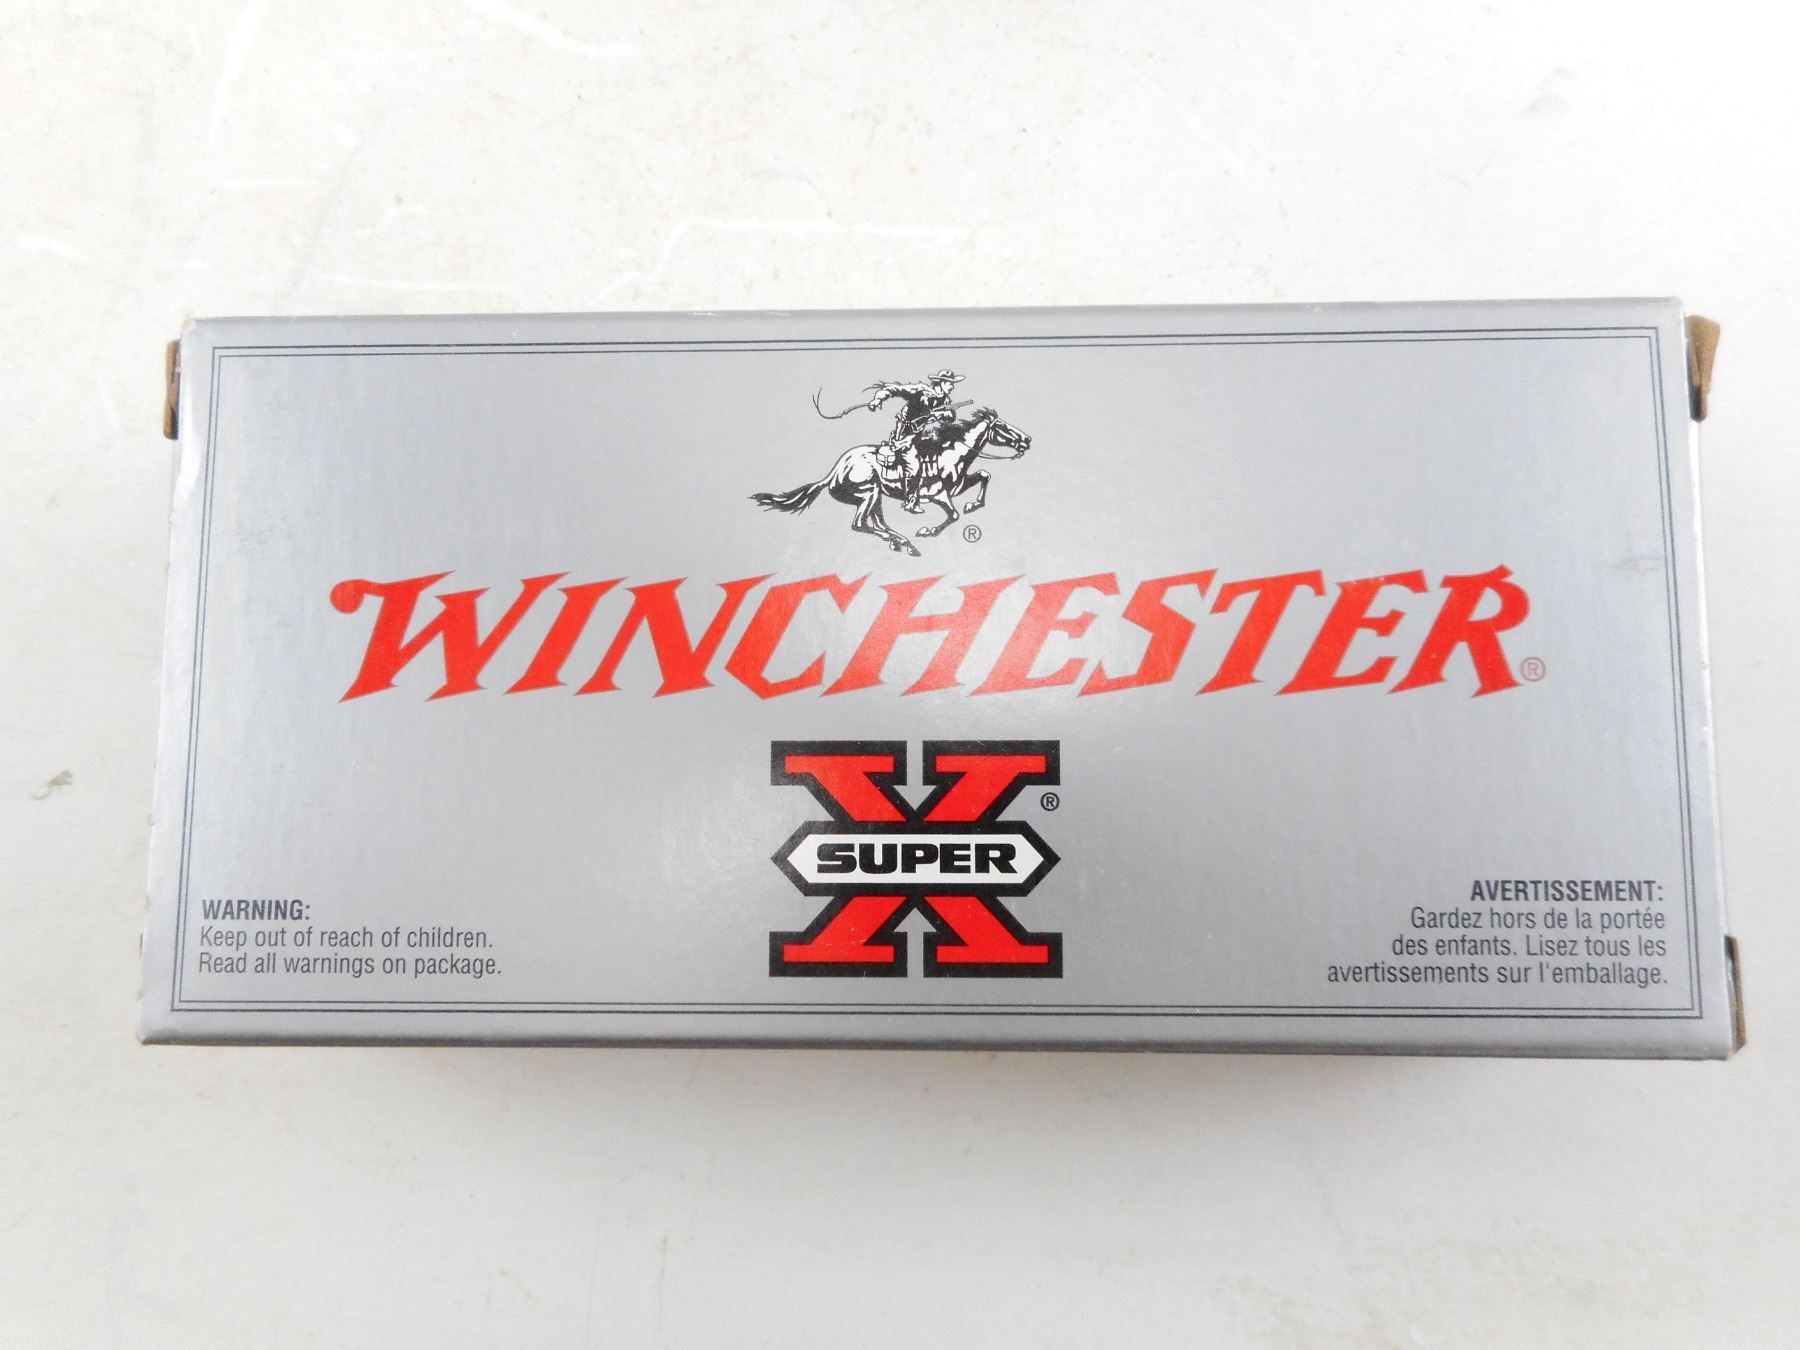 ®
WINCHESTER®
X®
SUPER
WARNING:
Keep out of reach of children.
Read all warnings on package.
AVERTISSEMENT:
Gardez hors de la portée
des enfants. Lisez tous les
avertissements sur l'emballage.